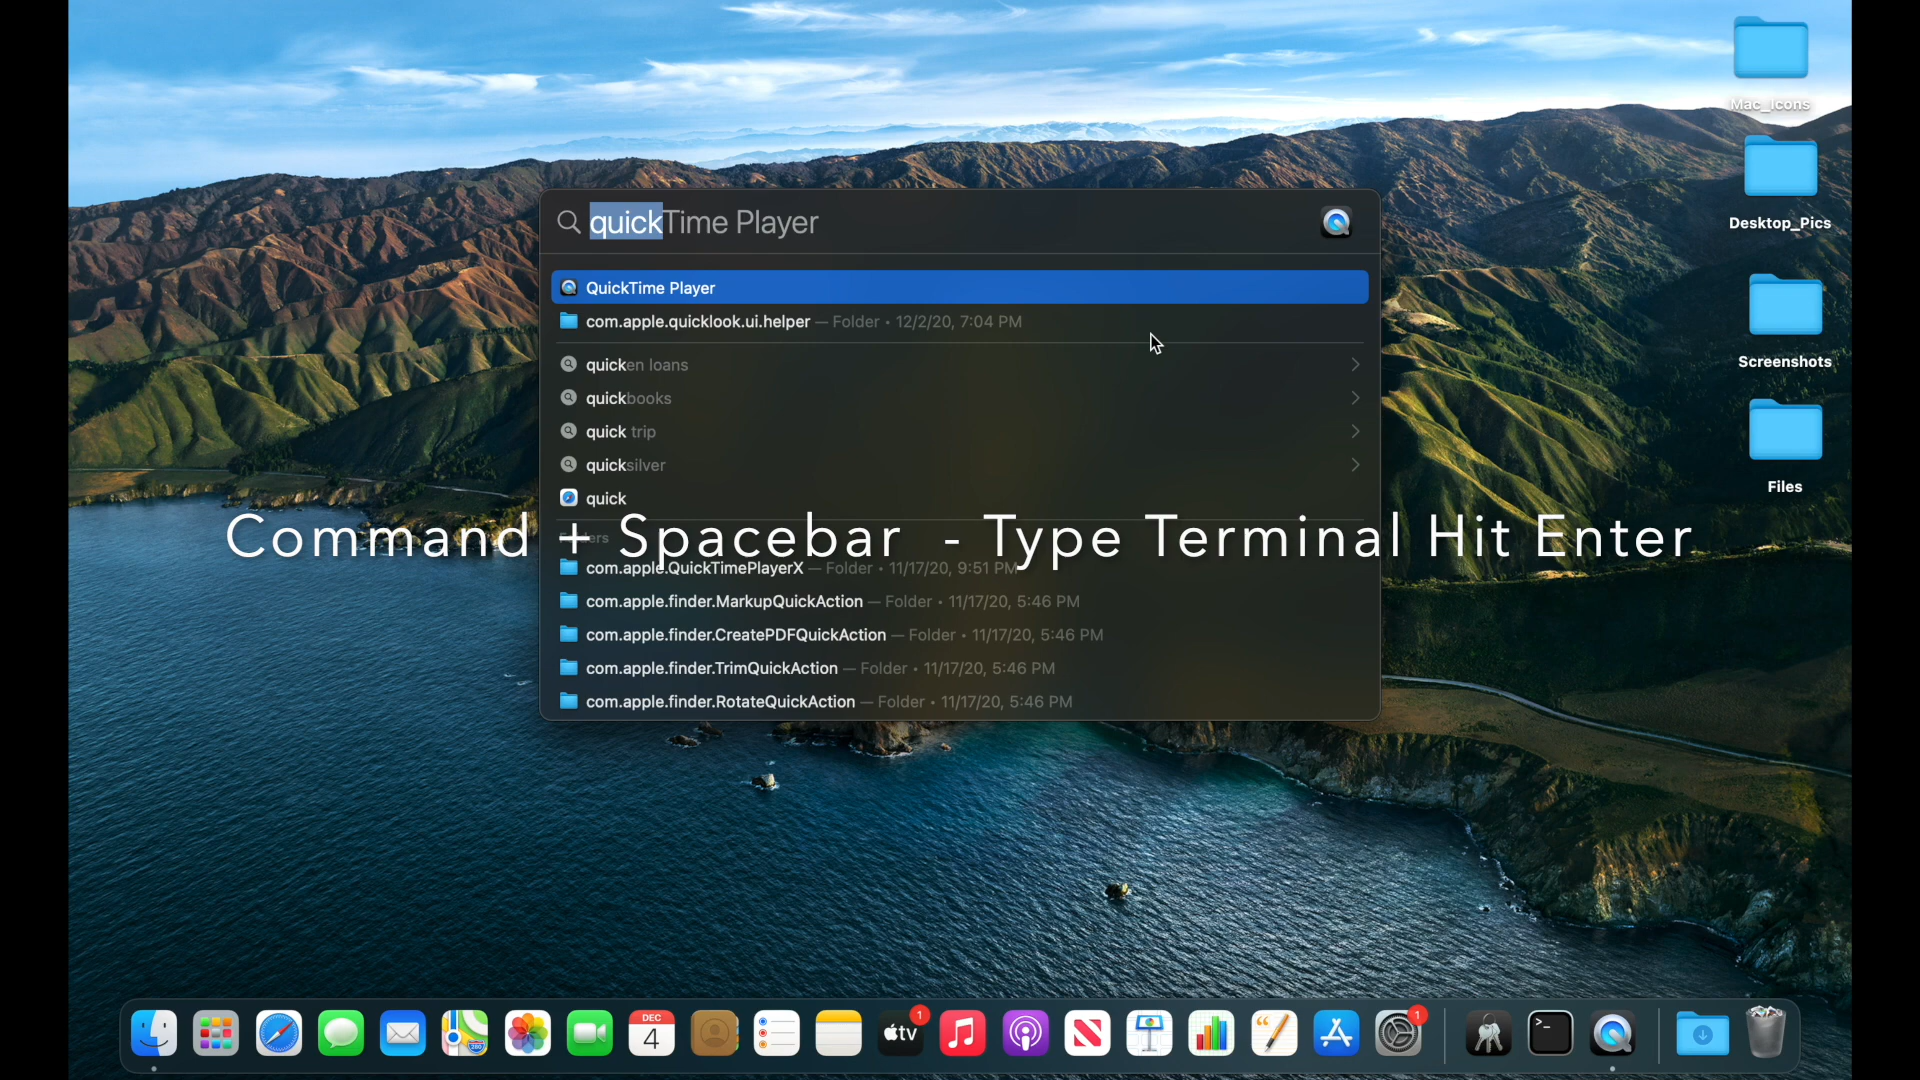 Mac_Icons
Desktop_Pics
Screenshots
Files
quickTime Player
QuickTime Player
com.apple.quicklook.ui.helper — Folder • 12/2/20, 7:04 PM
quicken loans
quickbooks
quick trip
quicksilver
quick
Command + Spacebar - Type Terminal Hit Enter
com.apple.QuickTimePlayerX — Folder • 11/17/20, 9:51 PM
com.apple.finder.MarkupQuickAction — Folder • 11/17/20, 5:46 PM
com.apple.finder.CreatePDFQuickAction — Folder • 11/17/20, 5:46 PM
com.apple.finder.TrimQuickAction — Folder • 11/17/20, 5:46 PM
com.apple.finder.RotateQuickAction — Folder • 11/17/20, 5:46 PM
DEC
4
tv
1
1
280
>_